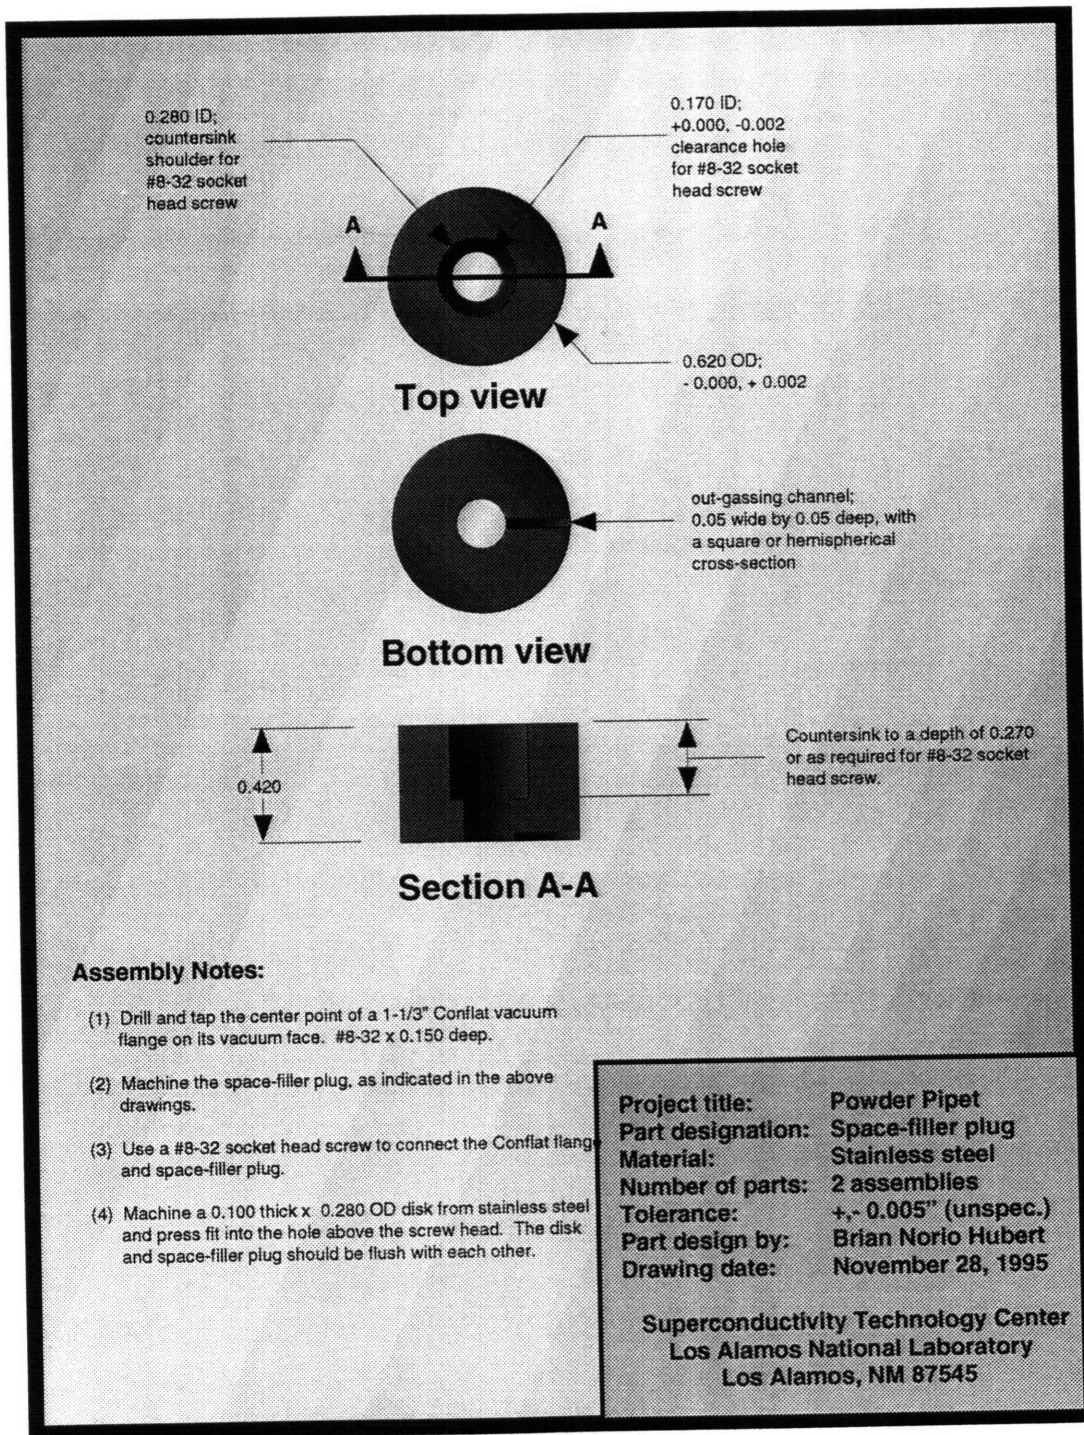 0.280 ID;
countersink
shoulder for
#8-32 socket
head screw
0.170 ID;
+0.000, -0.002
clearance hole
for #8-32 socket
head screw
A
A
0.620 OD;
- 0.000, + 0.002
Top view
out-gassing channel;
0.05 wide by 0.05 deep, with
a square or hemispherical
cross-section
Bottom view
0.420
Countersink to a depth of 0.270
or as required for #8-32 socket
head screw.
Section A-A
Assembly Notes:
(1) Drill and tap the center point of a 1-1/3" Conflat vacuum
flange on its vacuum face. #8-32 x 0.150 deep.
(2) Machine the space-filler plug, as indicated in the above
drawings.
(3) Use a #8-32 socket head screw to connect the Conflat flange
and space-filler plug.
(4) Machine a 0.100 thick x 0.280 OD disk from stainless steel
and press fit into the hole above the screw head. The disk
and space-filler plug should be flush with each other.
Project title: Powder Pipet
Part designation: Space-filler plug
Material: Stainless steel
Number of parts: 2 assemblies
Tolerance: +,- 0.005" (unspec.)
Part design by: Brian Norio Hubert
Drawing date: November 28, 1995
Superconductivity Technology Center
Los Alamos National Laboratory
Los Alamos, NM 87545